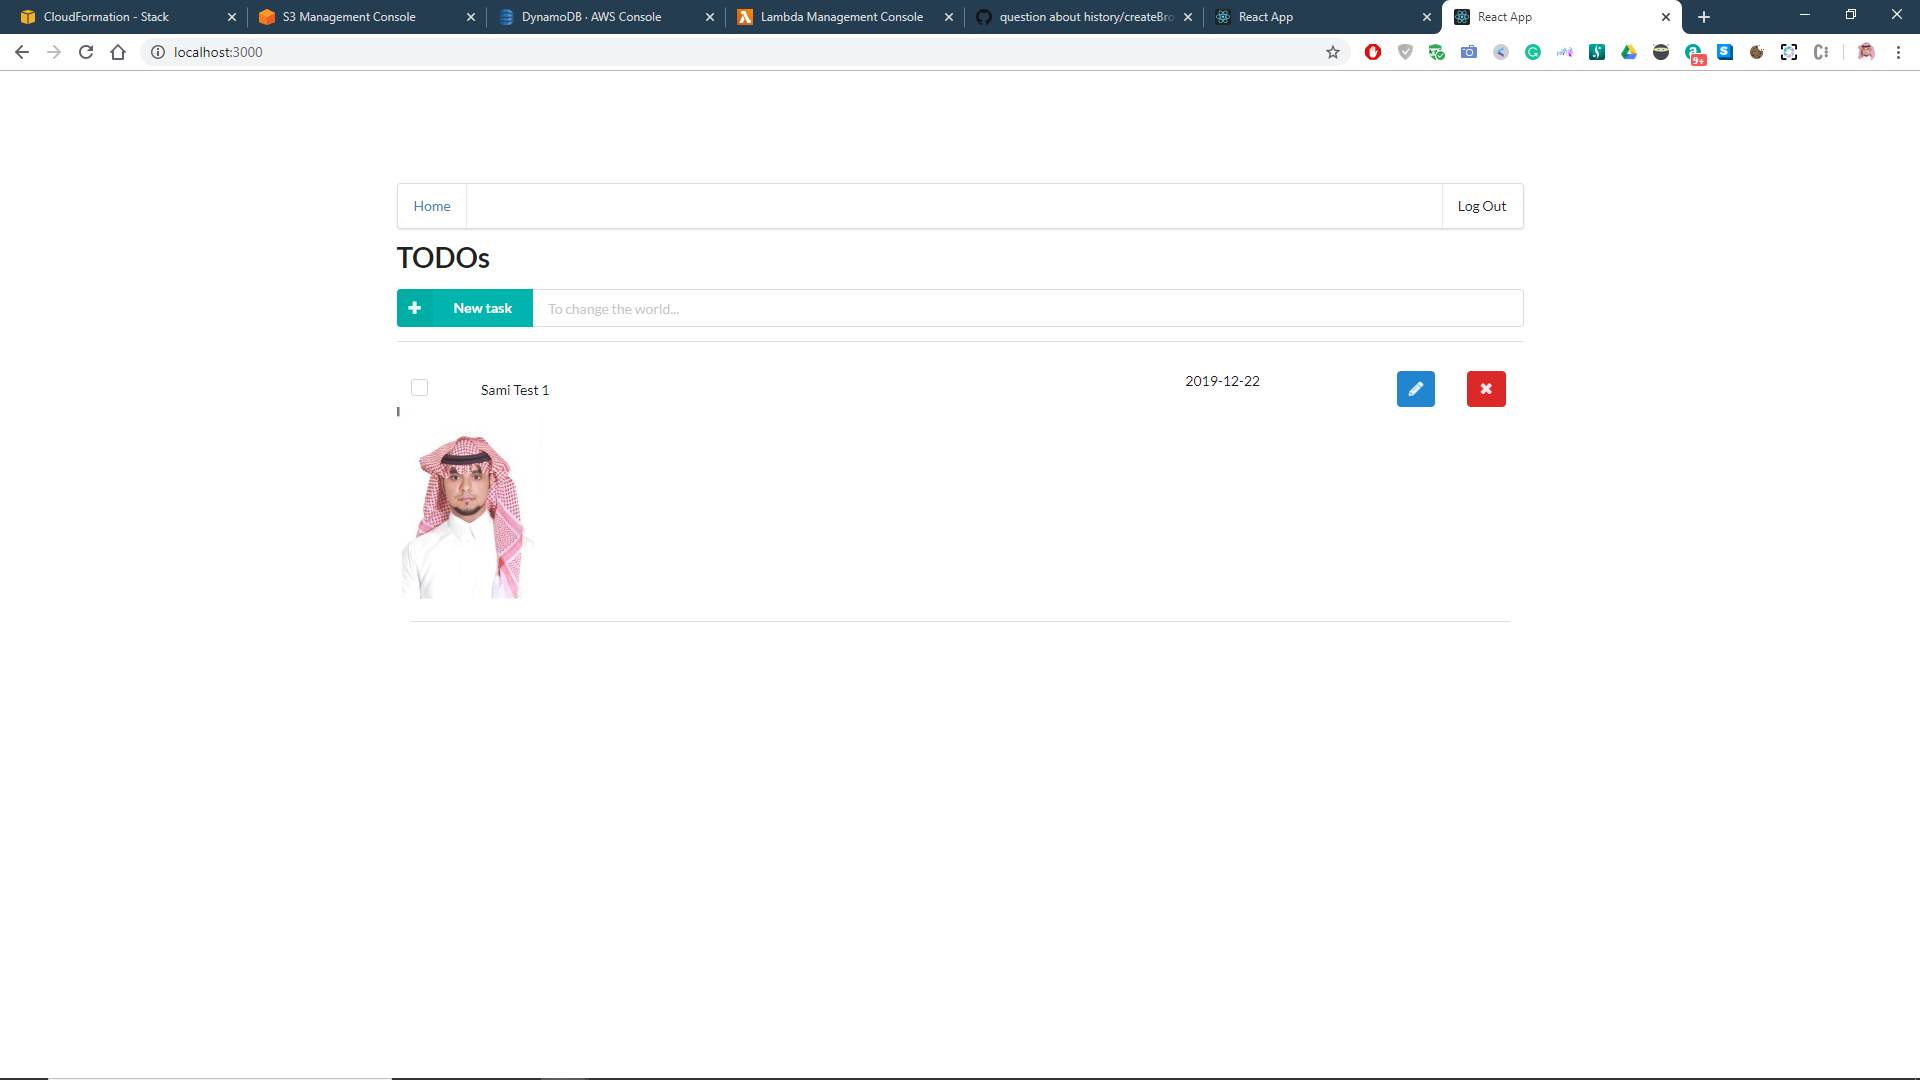 CloudFormation - Stack
S3 Management Console
DynamoDB · AWS Console
Lambda Management Console
question about history/createBro
React App
React App
localhost:3000
9+
Home
Log Out
TODOs
New task
To change the world...
Sami Test 1
2019-12-22